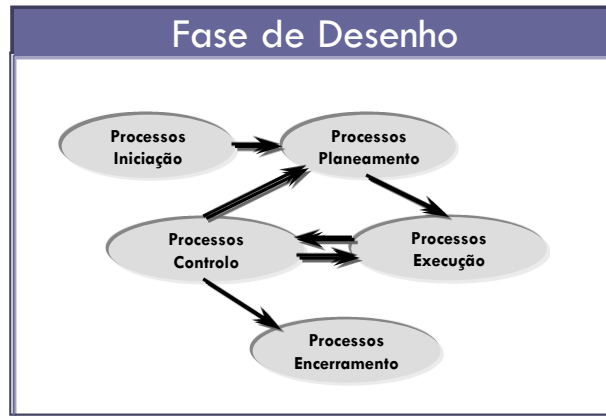 Fase de Desenho
Processos
Iniciação
Processos
Planeamento
Processos
Controlo
Processos
Execução
Processos
Encerramento